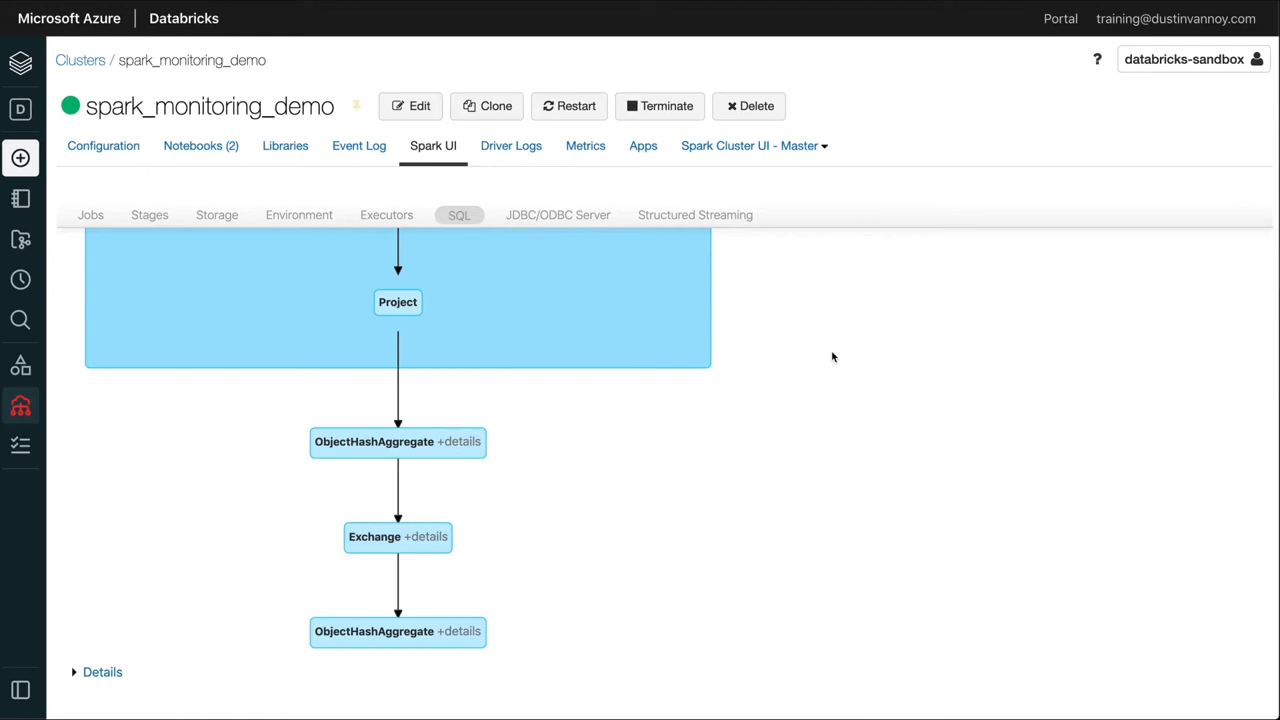 Microsoft Azure Databricks Portal training@dustinvannoy.com
Clusters / spark_monitoring_demo ? databricks-sandbox
D
spark_monitoring_demo Edit Clone Restart Terminate Delete
Configuration Notebooks (2) Libraries Event Log Spark UI Driver Logs Metrics Apps Spark Cluster UI - Master
Jobs Stages Storage Environment Executors SQL JDBC/ODBC Server Structured Streaming
Project
ObjectHashAggregate +details
Exchange +details
ObjectHashAggregate +details
Details